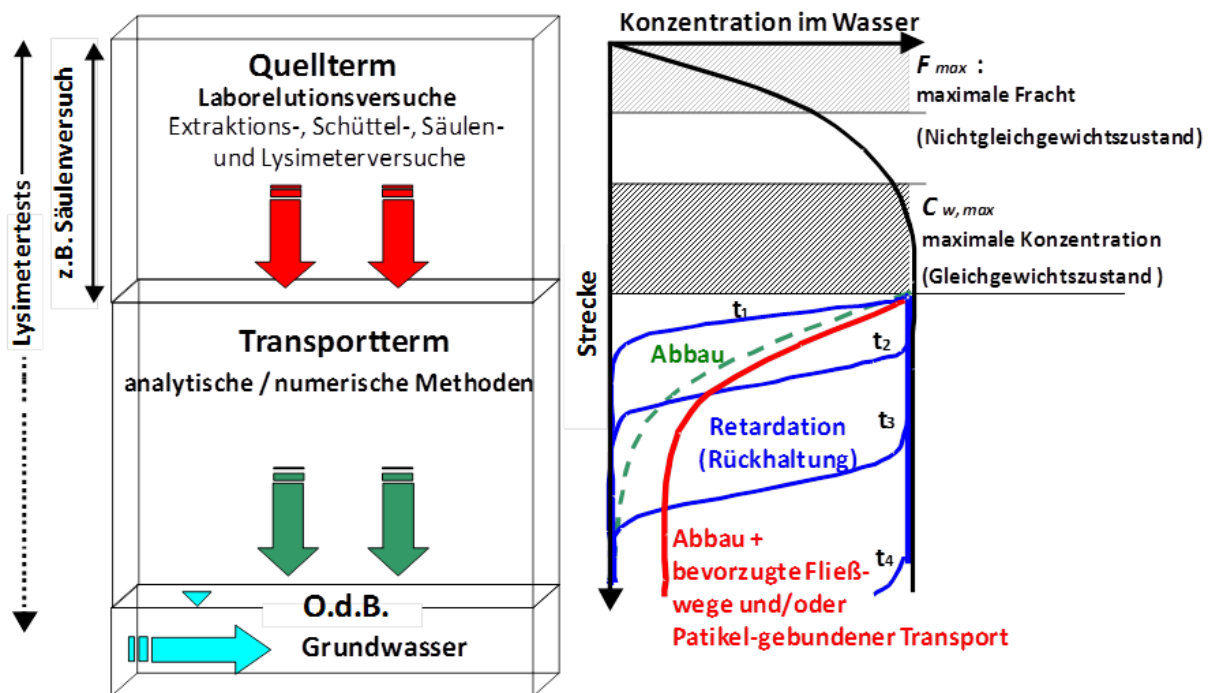 Lysimetertests
z.B. Säulenversuch
Quellterm
Laborelutionsversuche
Extraktions-, Schüttel-, Säulen-
und Lysimeterversuche
Transportterm
analytische / numerische Methoden
O.d.B.
Grundwasser
Konzentration im Wasser
Strecke
F max :
maximale Fracht
(Nichtgleichgewichtszustand)
C w, max
maximale Konzentration
(Gleichgewichtszustand )
t1
Abbau
t2
Retardation
(Rückhaltung)
t3
Abbau +
bevorzugte Fließ-
wege und/oder
Patikel-gebundener Transport
t4